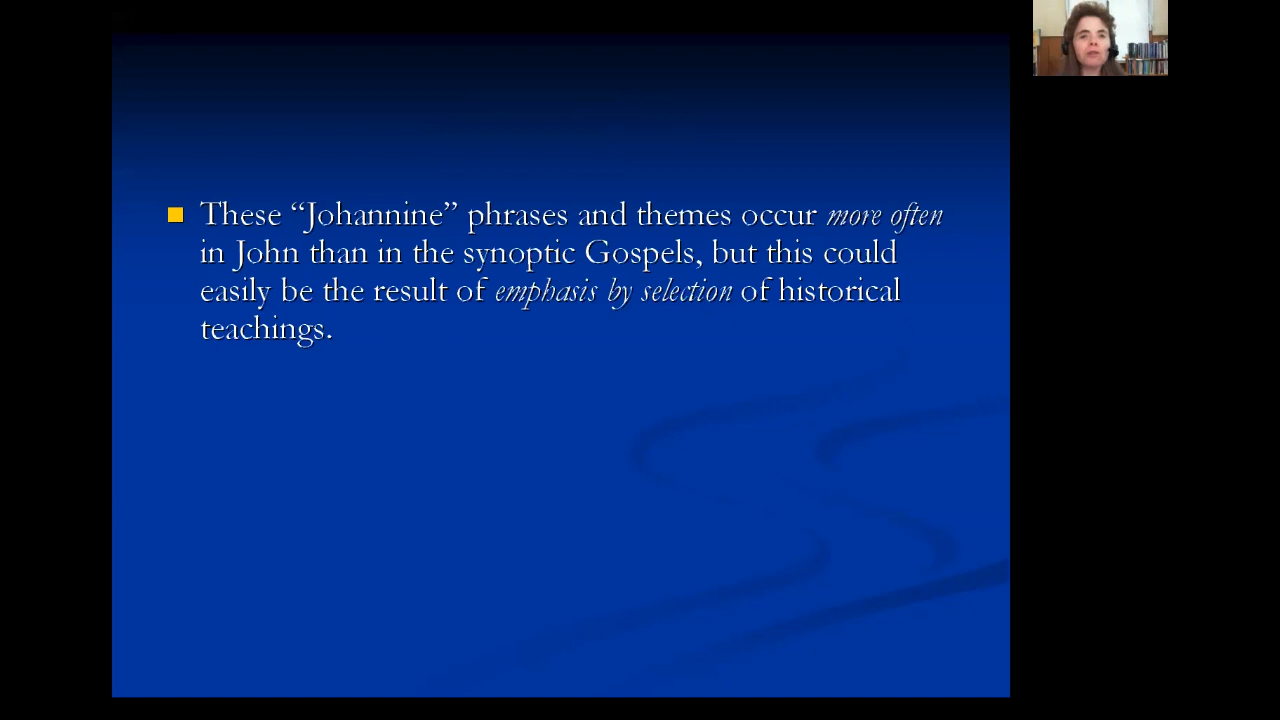 These “Johannine” phrases and themes occur more often
in John than in the synoptic Gospels, but this could
easily be the result of emphasis by selection of historical
teachings.